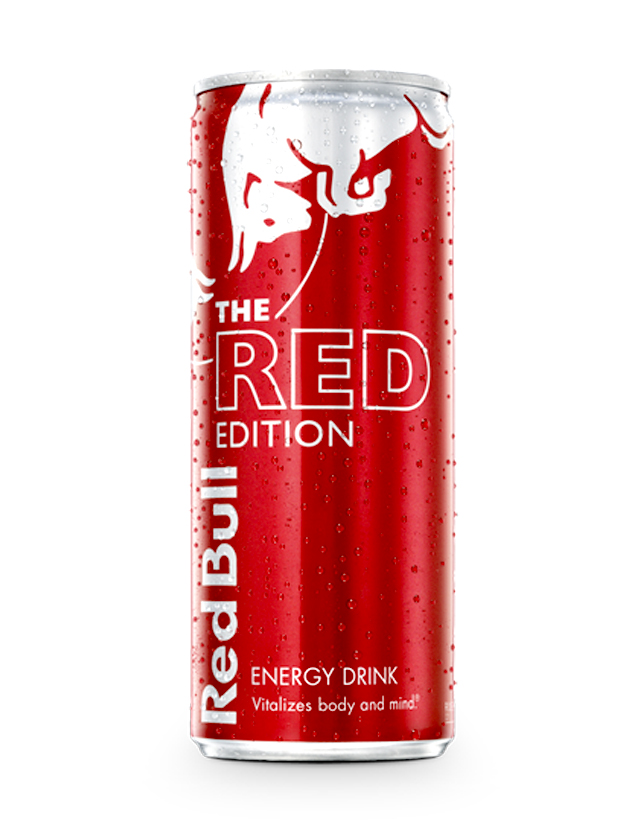 THE
RED
EDITION
Red Bull
ENERGY DRINK
Vitalizes body and mind.®